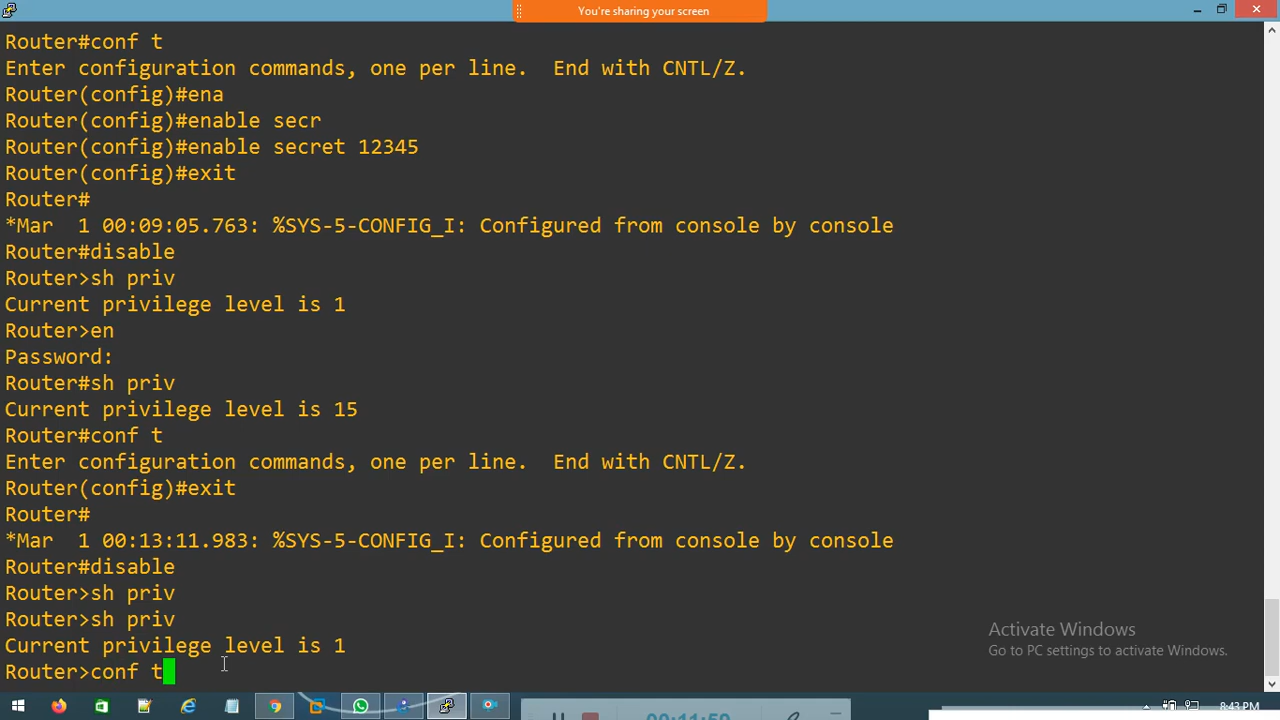 You're sharing your screen
Router#conf t
Enter configuration commands, one per line.  End with CNTL/Z.
Router(config)#ena
Router(config)#enable secr
Router(config)#enable secret 12345
Router(config)#exit
Router#
*Mar  1 00:09:05.763: %SYS-5-CONFIG_I: Configured from console by console
Router#disable
Router>sh priv
Current privilege level is 1
Router>en
Password:
Router#sh priv
Current privilege level is 15
Router#conf t
Enter configuration commands, one per line.  End with CNTL/Z.
Router(config)#exit
Router#
*Mar  1 00:13:11.983: %SYS-5-CONFIG_I: Configured from console by console
Router#disable
Router>sh priv
Router>sh priv
Current privilege level is 1
Router>conf t
Activate Windows
Go to PC settings to activate Windows.
00:11:59
8:43 PM